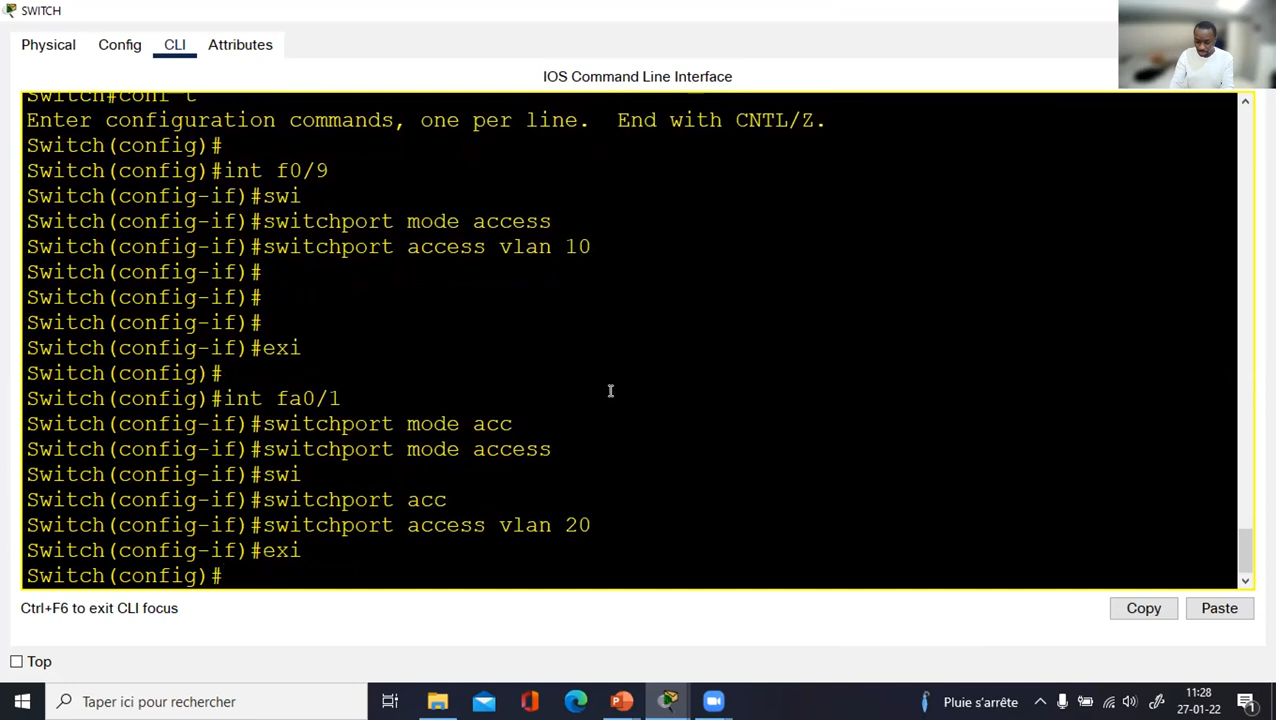 SWITCH
Physical Config CLI Attributes
IOS Command Line Interface
Switch#conf t
Enter configuration commands, one per line.  End with CNTL/Z.
Switch(config)#
Switch(config)#int f0/9
Switch(config-if)#swi
Switch(config-if)#switchport mode access
Switch(config-if)#switchport access vlan 10
Switch(config-if)#
Switch(config-if)#
Switch(config-if)#
Switch(config-if)#exi
Switch(config)#
Switch(config)#int fa0/1
Switch(config-if)#switchport mode acc
Switch(config-if)#switchport mode access
Switch(config-if)#swi
Switch(config-if)#switchport acc
Switch(config-if)#switchport access vlan 20
Switch(config-if)#exi
Switch(config)#
Ctrl+F6 to exit CLI focus
Copy Paste
Top
Taper ici pour rechercher
Pluie s'arrête
11:28
27-01-22
1